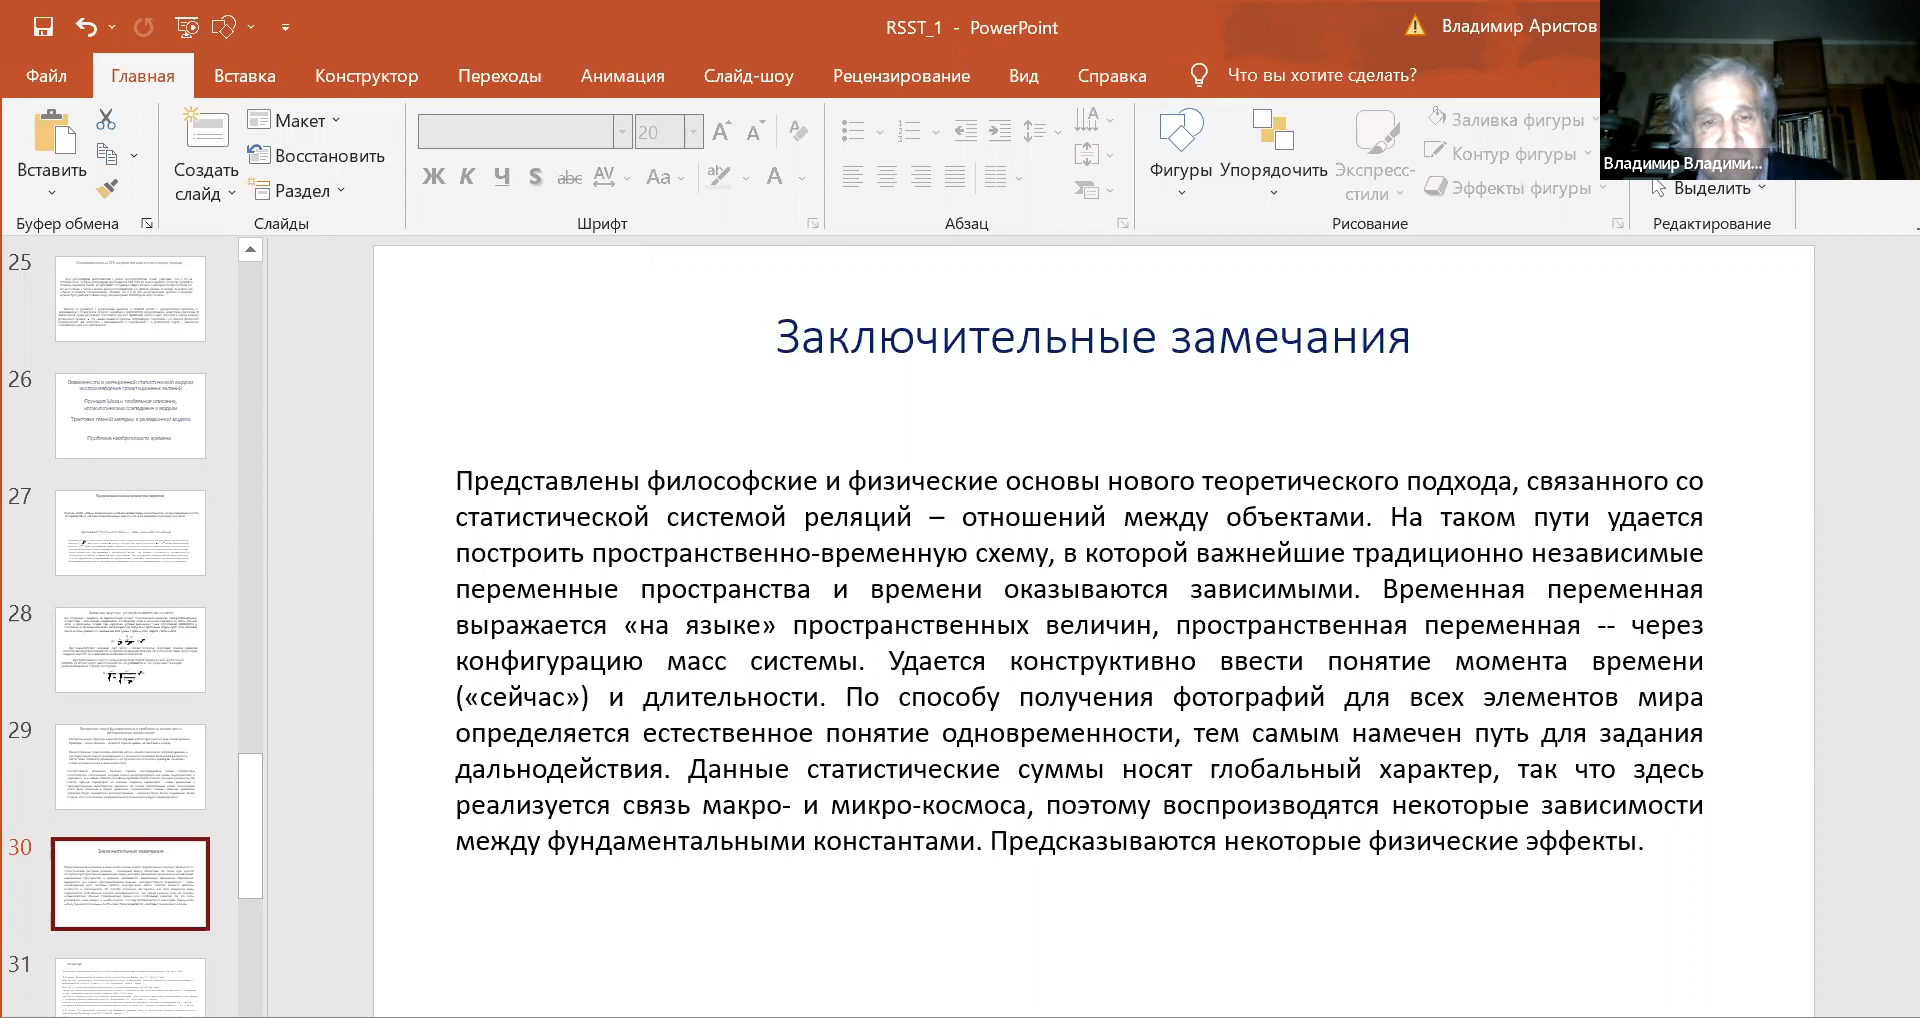 RSST_1 - PowerPoint
Владимир Аристов
Файл
Главная
Вставка
Конструктор
Переходы
Анимация
Слайд-шоу
Рецензирование
Вид
Справка
Что вы хотите сделать?
Вставить
Буфер обмена
Создать
слайд
Макет
Восстановить
Раздел
Слайды
20
Ж К Ч S abc AV Aa A
Шрифт
Абзац
Фигуры
Упорядочить
Экспресс-
стили
Заливка фигуры
Контур фигуры
Эффекты фигуры
Рисование
Владимир Владими...
Выделить
Редактирование
25
26
27
28
29
30
31
Заключительные замечания
Представлены философские и физические основы нового теоретического подхода, связанного со
статистической системой реляций – отношений между объектами. На таком пути удается
построить пространственно-временную схему, в которой важнейшие традиционно независимые
переменные пространства и времени оказываются зависимыми. Временная переменная
выражается «на языке» пространственных величин, пространственная переменная -- через
конфигурацию масс системы. Удается конструктивно ввести понятие момента времени
(«сейчас») и длительности. По способу получения фотографий для всех элементов мира
определяется естественное понятие одновременности, тем самым намечен путь для задания
дальнодействия. Данные статистические суммы носят глобальный характер, так что здесь
реализуется связь макро- и микро-космоса, поэтому воспроизводятся некоторые зависимости
между фундаментальными константами. Предсказываются некоторые физические эффекты.